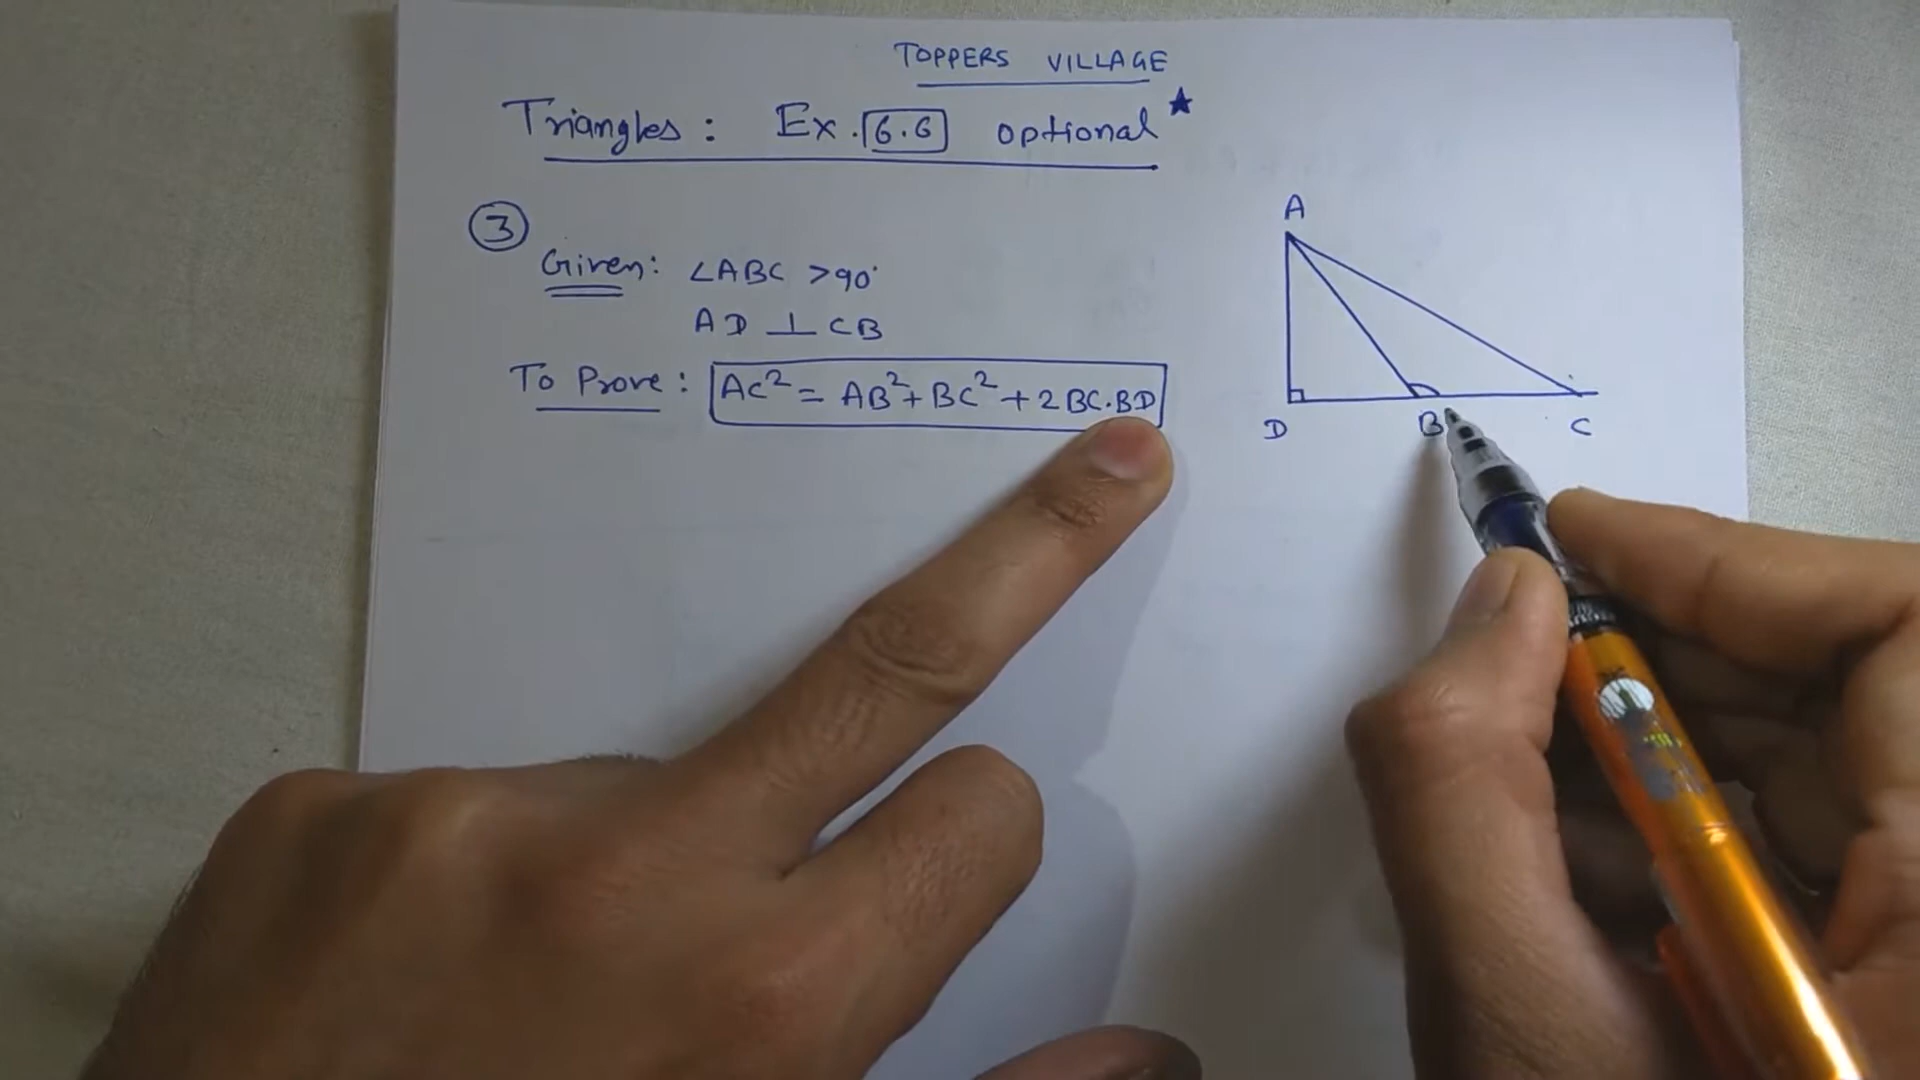 TOPPERS VILLAGE
Triangles: Ex. 6.6 optional★
3
Given: ∠ABC >90°
AD ⊥ CB
To Prove: AC² = AB² + BC² + 2BC.BD
A
D B C